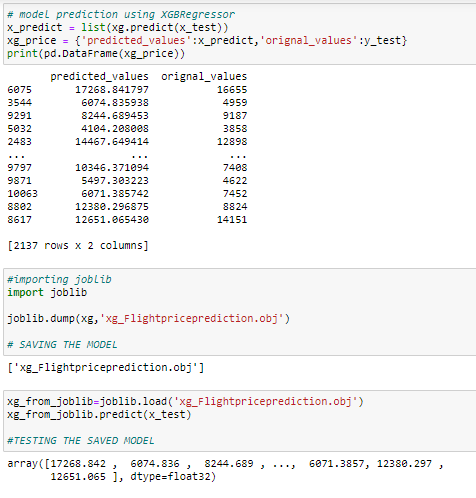 # model prediction using XGBRegressor
x_predict = list(xg.predict(x_test))
xg_price = {'predicted_values':x_predict,'orignal_values':y_test}
print(pd.DataFrame(xg_price))
predicted_values orignal_values
6075 17268.841797 16655
3544 6074.835938 4959
9291 8244.689453 9187
5032 4104.208008 3858
2483 14467.649414 12898
... ... ...
9797 10346.371094 7408
9871 5497.303223 4622
10063 6071.385742 7452
8802 12380.296875 8824
8617 12651.065430 14151
[2137 rows x 2 columns]
#importing joblib
import joblib
joblib.dump(xg,'xg_Flightpriceprediction.obj')
# SAVING THE MODEL
['xg_Flightpriceprediction.obj']
xg_from_joblib=joblib.load('xg_Flightpriceprediction.obj')
xg_from_joblib.predict(x_test)
#TESTING THE SAVED MODEL
array([17268.842 , 6074.836 , 8244.689 , ..., 6071.3857, 12380.297 ,
12651.065 ], dtype=float32)